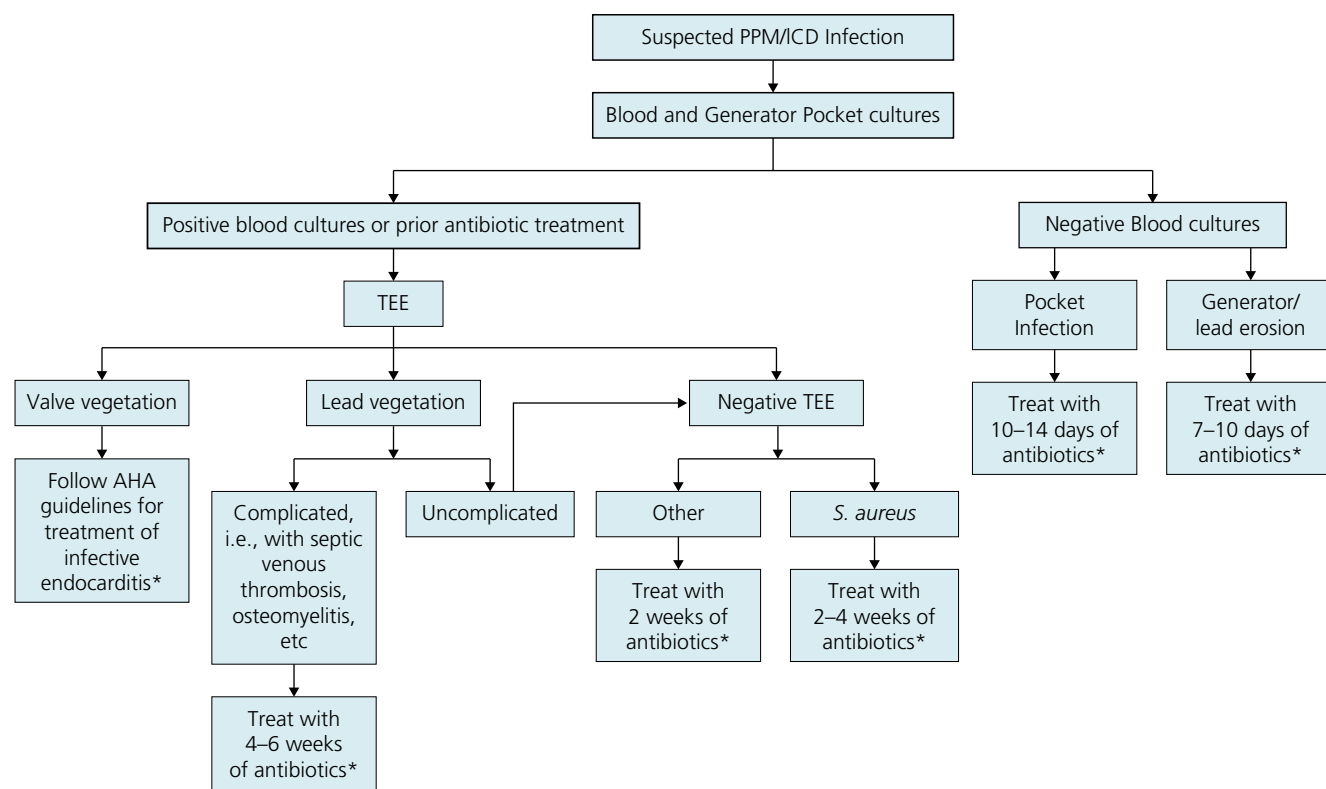 Suspected PPM/ICD Infection
Blood and Generator Pocket cultures
Positive blood cultures or prior antibiotic treatment
Negative Blood cultures
TEE
Pocket
Infection
Generator/
lead erosion
Valve vegetation
Lead vegetation
Negative TEE
Treat with
10–14 days of
antibiotics*
Treat with
7–10 days of
antibiotics*
Follow AHA
guidelines for
treatment of
infective
endocarditis*
Complicated,
i.e., with septic
venous
thrombosis,
osteomyelitis,
etc
Uncomplicated
Other
S. aureus
Treat with
2 weeks of
antibiotics*
Treat with
2–4 weeks of
antibiotics*
Treat with
4–6 weeks
of antibiotics*